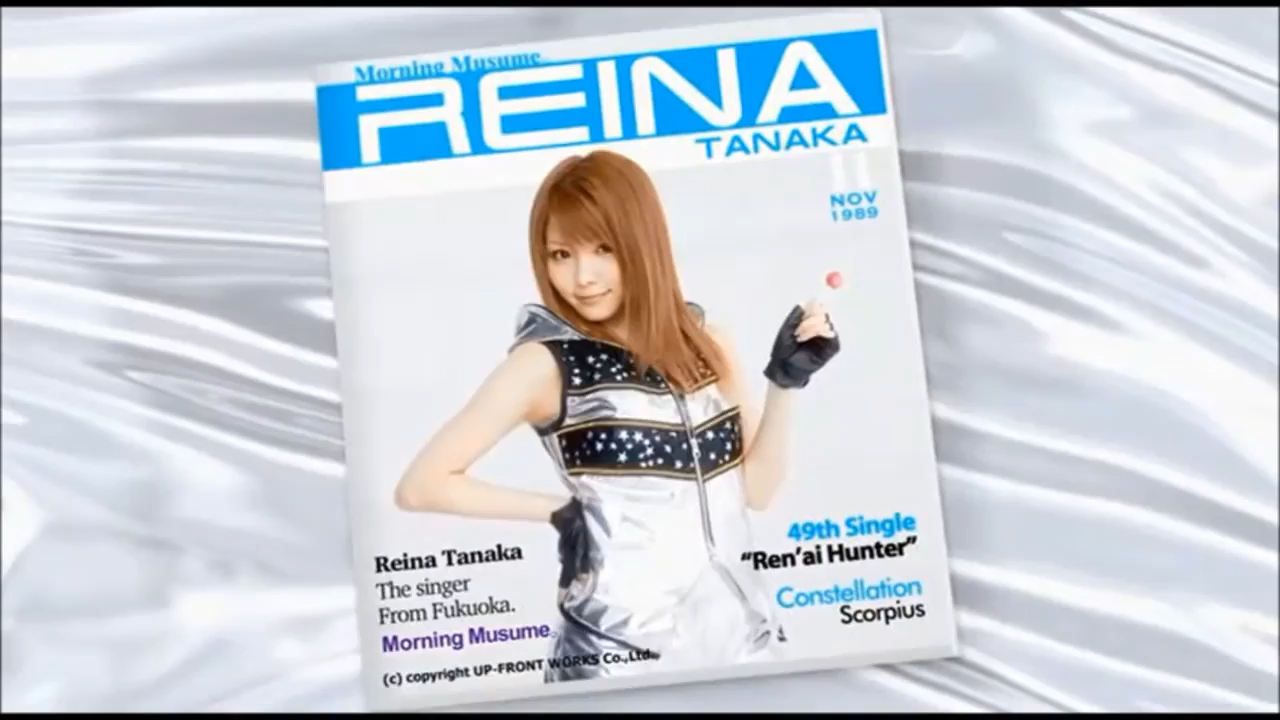 Morning Musume。
REINA
TANAKA
11
NOV
1989
49th Single
"Ren'ai Hunter"
Constellation
Scorpius
Reina Tanaka
The singer
From Fukuoka.
Morning Musume。
(c) copyright UP-FRONT WORKS Co.,Ltd.